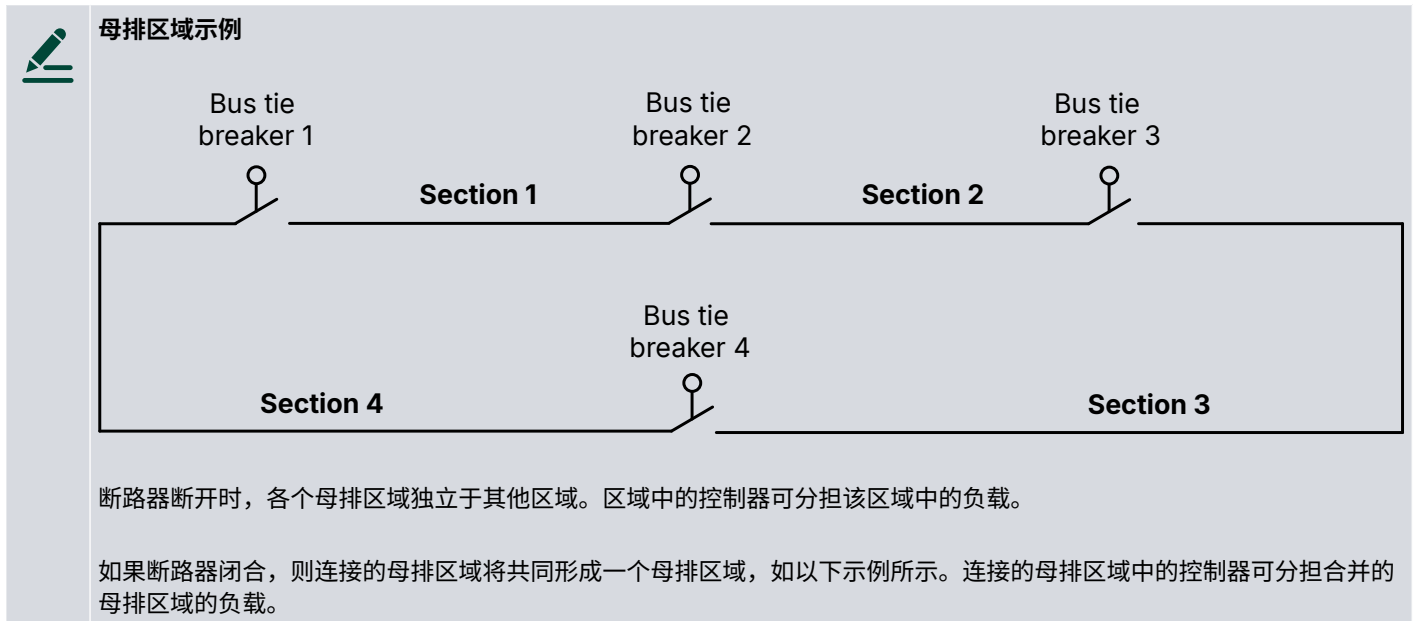 母排区域示例
Bus tie
breaker 1
Bus tie
breaker 2
Bus tie
breaker 3
Section 1
Section 2
Bus tie
breaker 4
Section 4
Section 3
断路器断开时，各个母排区域独立于其他区域。区域中的控制器可分担该区域中的负载。
如果断路器闭合，则连接的母排区域将共同形成一个母排区域，如以下示例所示。连接的母排区域中的控制器可分担合并的
母排区域的负载。